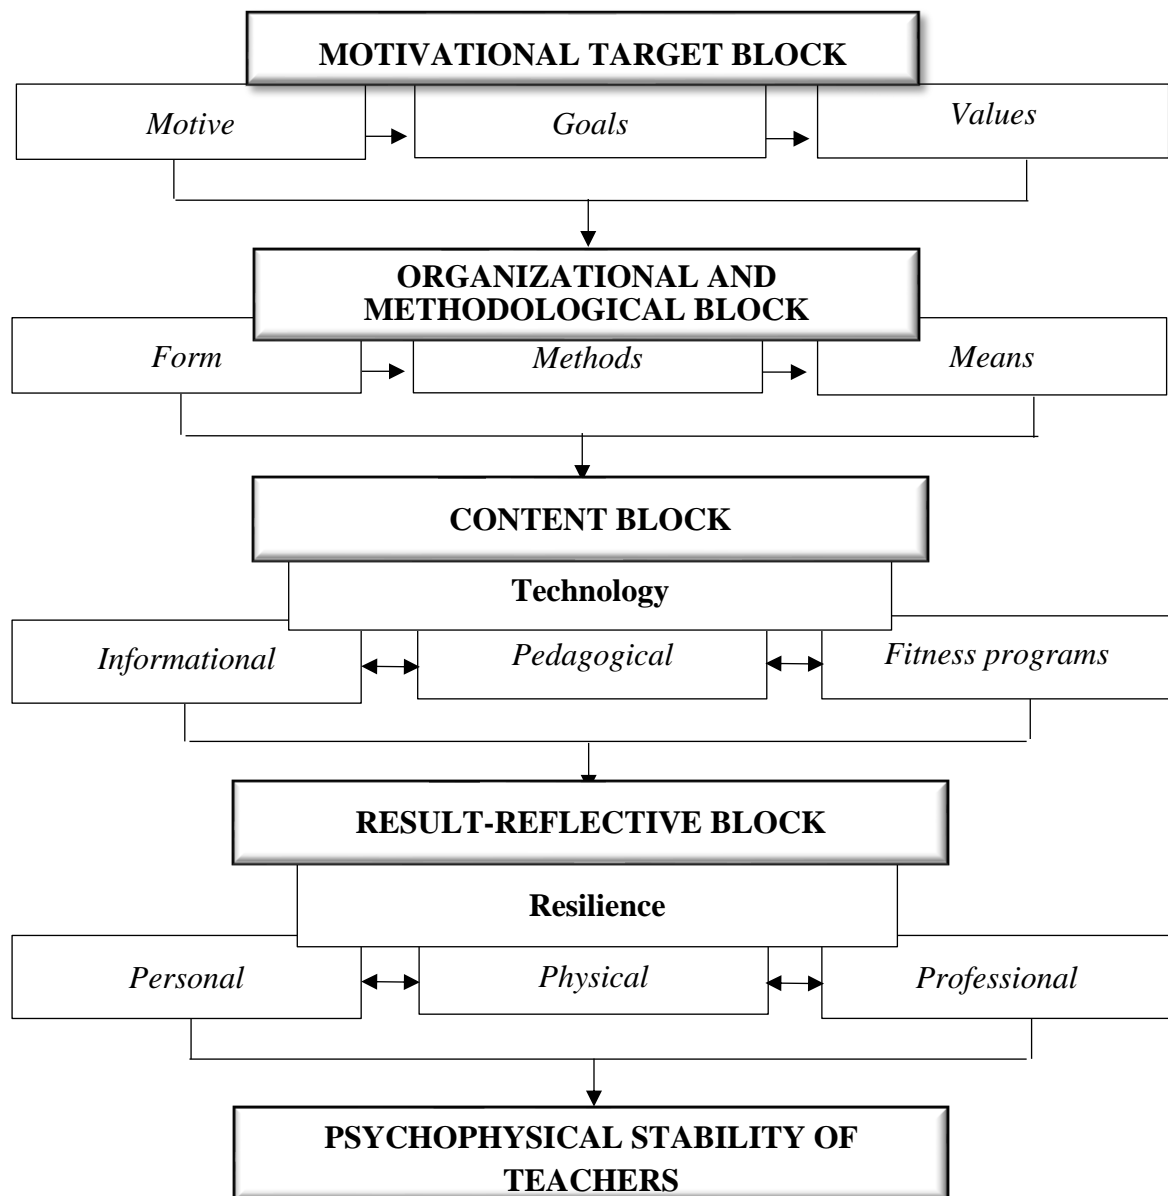 MOTIVATIONAL TARGET BLOCK
Motive
Goals
Values
ORGANIZATIONAL AND
METHODOLOGICAL BLOCK
Form
Methods
Means
CONTENT BLOCK
Technology
Informational
Pedagogical
Fitness programs
RESULT-REFLECTIVE BLOCK
Resilience
Personal
Physical
Professional
PSYCHOPHYSICAL STABILITY OF
TEACHERS